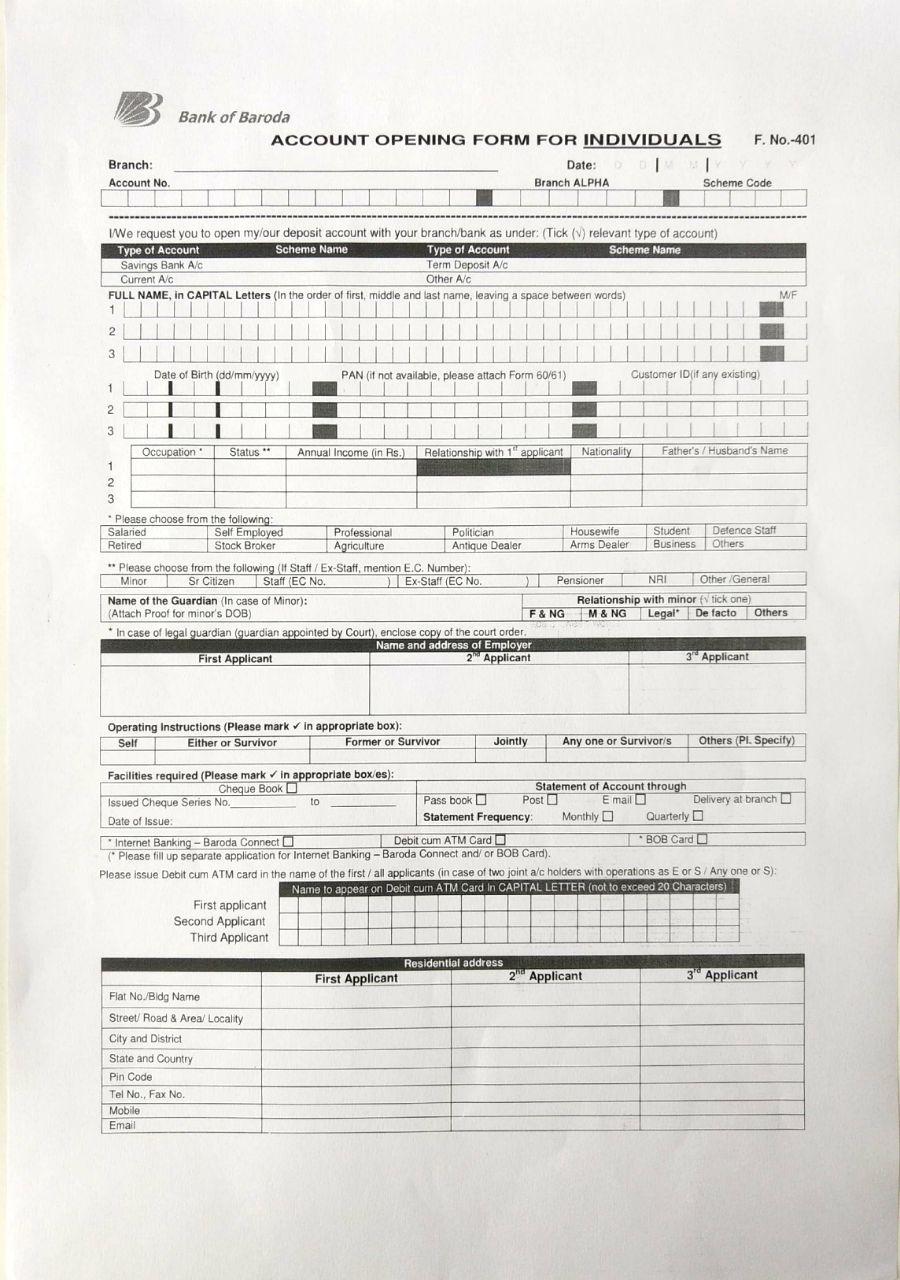 Bank of Baroda
ACCOUNT OPENING FORM FOR INDIVIDUALS F. No.-401
Branch: Date: D D M M Y Y Y Y
Account No. Branch ALPHA Scheme Code
I/We request you to open my/our deposit account with your branch/bank as under: (Tick (√) relevant type of account)
Type of Account Scheme Name Type of Account Scheme Name
Savings Bank A/c Term Deposit A/c
Current A/c Other A/c
FULL NAME, in CAPITAL Letters (In the order of first, middle and last name, leaving a space between words) M/F
1
2
3
Date of Birth (dd/mm/yyyy) PAN (if not available, please attach Form 60/61) Customer ID(if any existing)
1
2
3
Occupation * Status ** Annual Income (in Rs.) Relationship with 1st applicant Nationality Father's / Husband's Name
1
2
3
* Please choose from the following:
Salaried Self Employed Professional Politician Housewife Student Defence Staff
Retired Stock Broker Agriculture Antique Dealer Arms Dealer Business Others
** Please choose from the following (If Staff / Ex-Staff, mention E.C. Number):
Minor Sr Citizen Staff (EC No. ) Ex-Staff (EC No. ) Pensioner NRI Other /General
Name of the Guardian (In case of Minor): Relationship with minor (√ tick one)
(Attach Proof for minor's DOB) F & NG M & NG Legal* De facto Others
* In case of legal guardian (guardian appointed by Court), enclose copy of the court order.
Name and address of Employer
First Applicant 2nd Applicant 3rd Applicant
Operating Instructions (Please mark ✓ in appropriate box):
Self Either or Survivor Former or Survivor Jointly Any one or Survivor/s Others (Pl. Specify)
Facilities required (Please mark ✓ in appropriate box/es):
Cheque Book Statement of Account through
Issued Cheque Series No. to Pass book Post E mail Delivery at branch
Date of Issue: Statement Frequency: Monthly Quarterly
* Internet Banking – Baroda Connect Debit cum ATM Card * BOB Card
(* Please fill up separate application for Internet Banking – Baroda Connect and/ or BOB Card).
Please issue Debit cum ATM card in the name of the first / all applicants (in case of two joint a/c holders with operations as E or S / Any one or S):
Name to appear on Debit cum ATM Card in CAPITAL LETTER (not to exceed 20 Characters)
First applicant
Second Applicant
Third Applicant
Residential address
First Applicant 2nd Applicant 3rd Applicant
Flat No./Bldg Name
Street/ Road & Area/ Locality
City and District
State and Country
Pin Code
Tel No., Fax No.
Mobile
Email